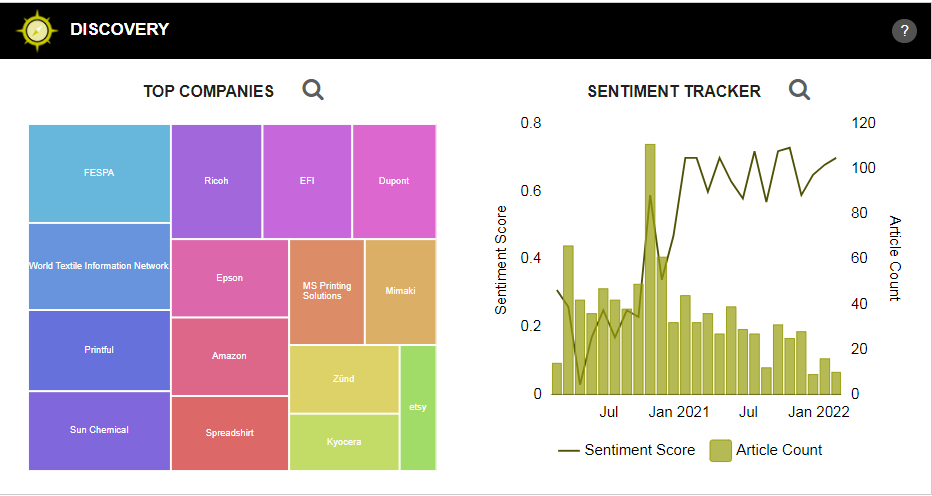 DISCOVERY
?
TOP COMPANIES
FESPA
Ricoh
EFI
Dupont
World Textile Information Network
Epson
MS Printing
Solutions
Mimaki
Printful
Amazon
Zünd
etsy
Sun Chemical
Spreadshirt
Kyocera
SENTIMENT TRACKER
0.8
0.6
0.4
0.2
0
Sentiment Score
120
100
80
60
40
20
0
Article Count
Jul
Jan 2021
Jul
Jan 2022
Sentiment Score
Article Count